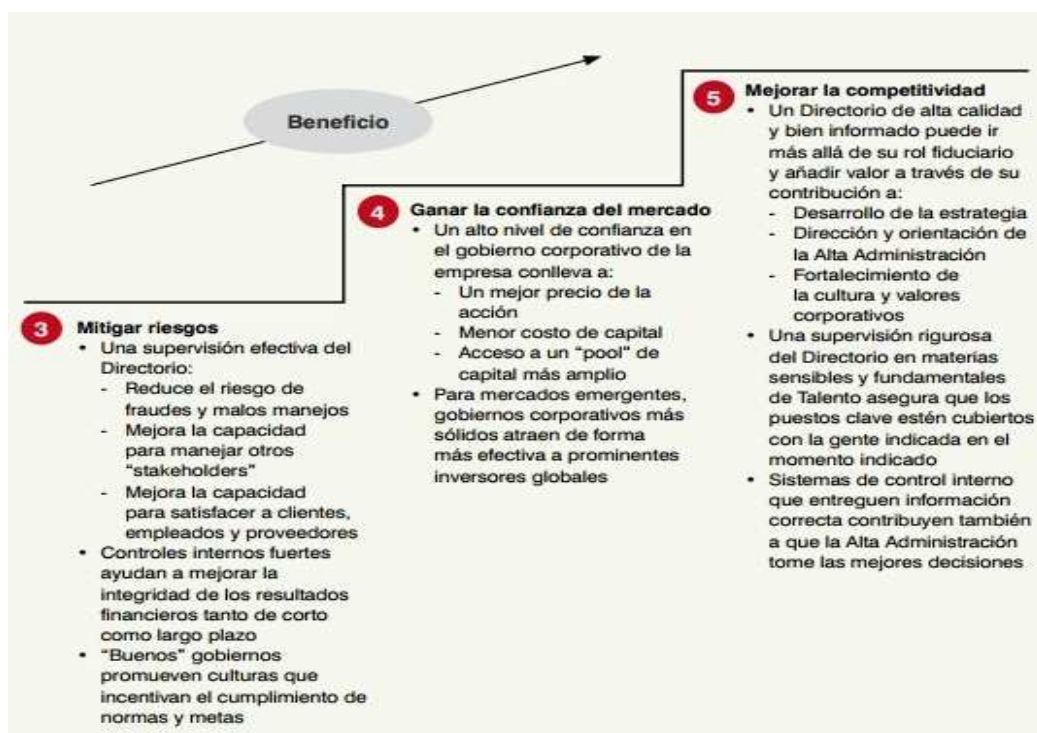 Beneficio
3 Mitigar riesgos
• Una supervisión efectiva del
Directorio:
- Reduce el riesgo de
fraudes y malos manejos
- Mejora la capacidad
para manejar otros
“stakeholders”
- Mejora la capacidad
para satisfacer a clientes,
empleados y proveedores
• Controles internos fuertes
ayudan a mejorar la
integridad de los resultados
financieros tanto de corto
como largo plazo
• “Buenos” gobiernos
promueven culturas que
incentivan el cumplimiento de
normas y metas
4 Ganar la confianza del mercado
• Un alto nivel de confianza en
el gobierno corporativo de la
empresa conlleva a:
- Un mejor precio de la
acción
- Menor costo de capital
- Acceso a un “pool” de
capital más amplio
• Para mercados emergentes,
gobiernos corporativos más
sólidos atraen de forma
más efectiva a prominentes
inversores globales
5 Mejorar la competitividad
• Un Directorio de alta calidad
y bien informado puede ir
más allá de su rol fiduciario
y añadir valor a través de su
contribución a:
- Desarrollo de la estrategia
- Dirección y orientación de
la Alta Administración
- Fortalecimiento de
la cultura y valores
corporativos
• Una supervisión rigurosa
del Directorio en materias
sensibles y fundamentales
de Talento asegura que los
puestos clave estén cubiertos
con la gente indicada en el
momento indicado
• Sistemas de control interno
que entreguen información
correcta contribuyen también
a que la Alta Administración
tome las mejores decisiones